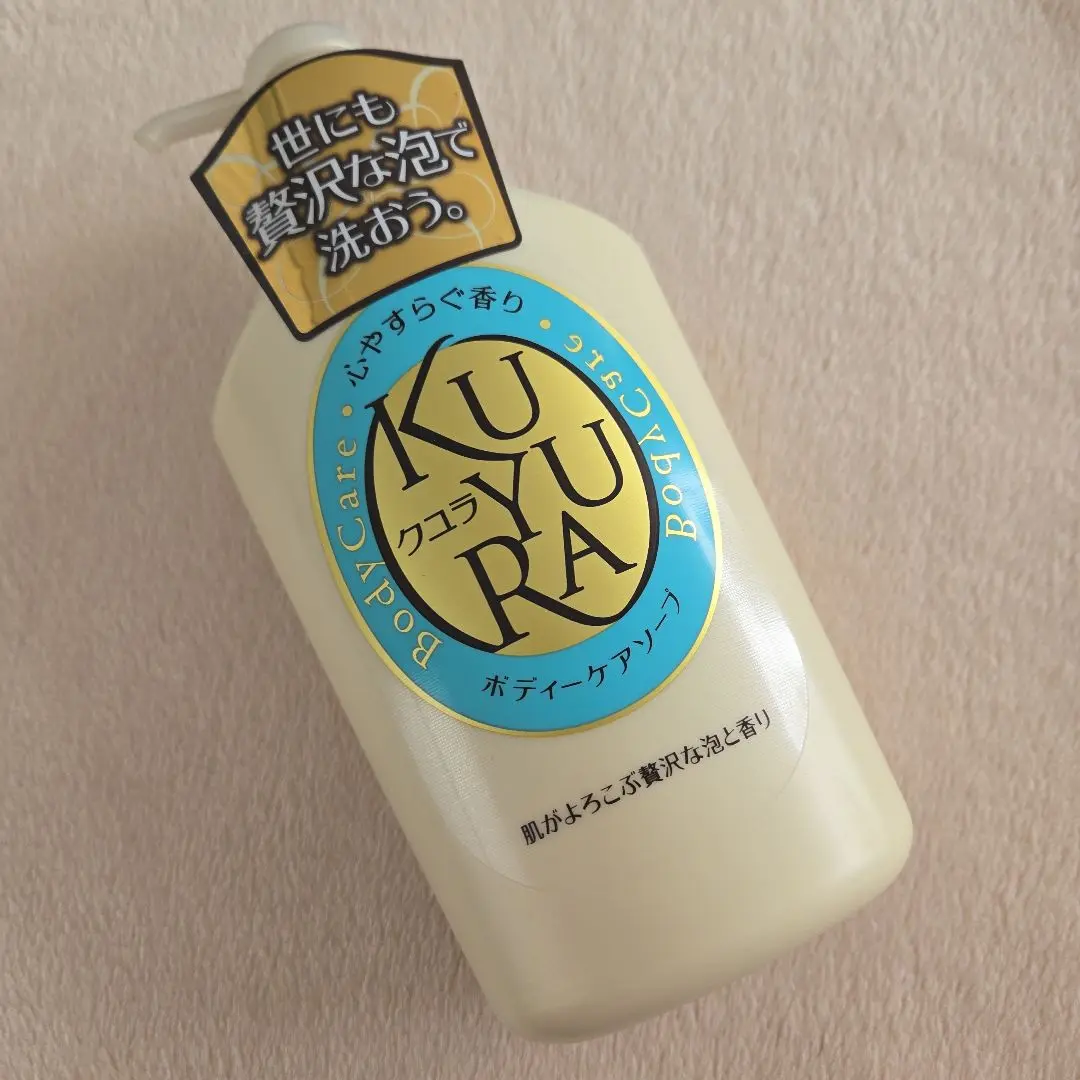 世にも
贅沢な泡で
洗おう。
心やすらぐ香り
BodyCare
BodyCare
KU
クユラ
YU
RA
ボディーケアソープ
肌がよろこぶ贅沢な泡と香り